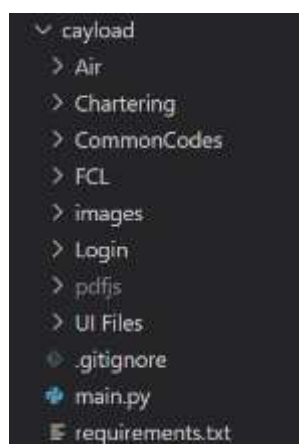 cayload
Air
Chartering
CommonCodes
FCL
images
Login
pdfjs
UI Files
.gitignore
main.py
requirements.txt